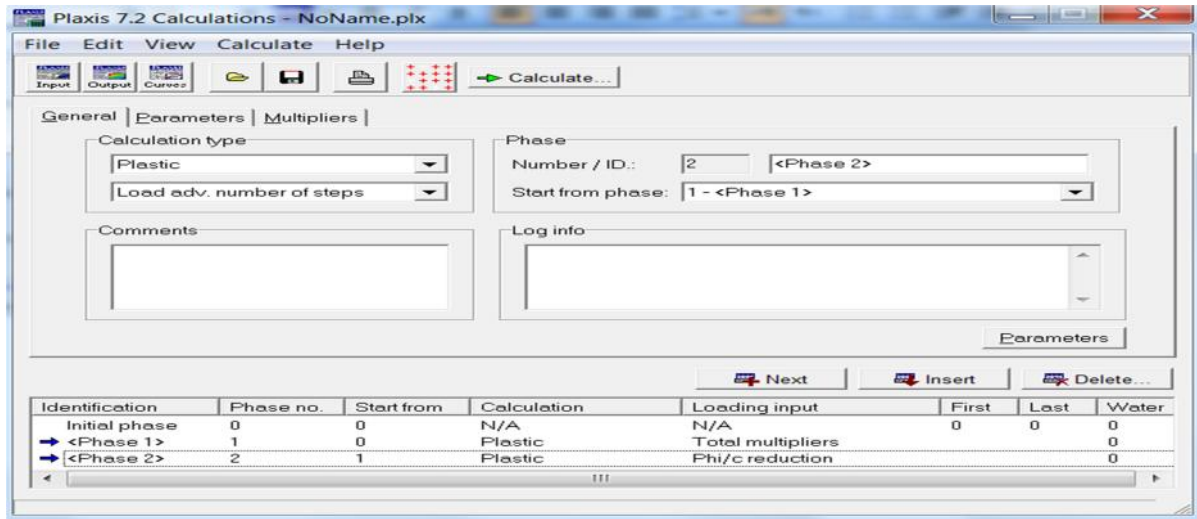 Plaxis 7.2 Calculations - NoName.plx
File Edit View Calculate Help
Input Output Curves Calculate...
General Parameters Multipliers
Calculation type
Plastic
Load adv. number of steps
Phase
Number / ID.: 2 <Phase 2>
Start from phase: 1 - <Phase 1>
Comments
Log info
Parameters
Next Insert Delete...
Identification Phase no. Start from Calculation Loading input First Last Water
Initial phase 0 0 N/A N/A 0 0 0
<Phase 1> 1 0 Plastic Total multipliers 0
<Phase 2> 2 1 Plastic Phi/c reduction 0